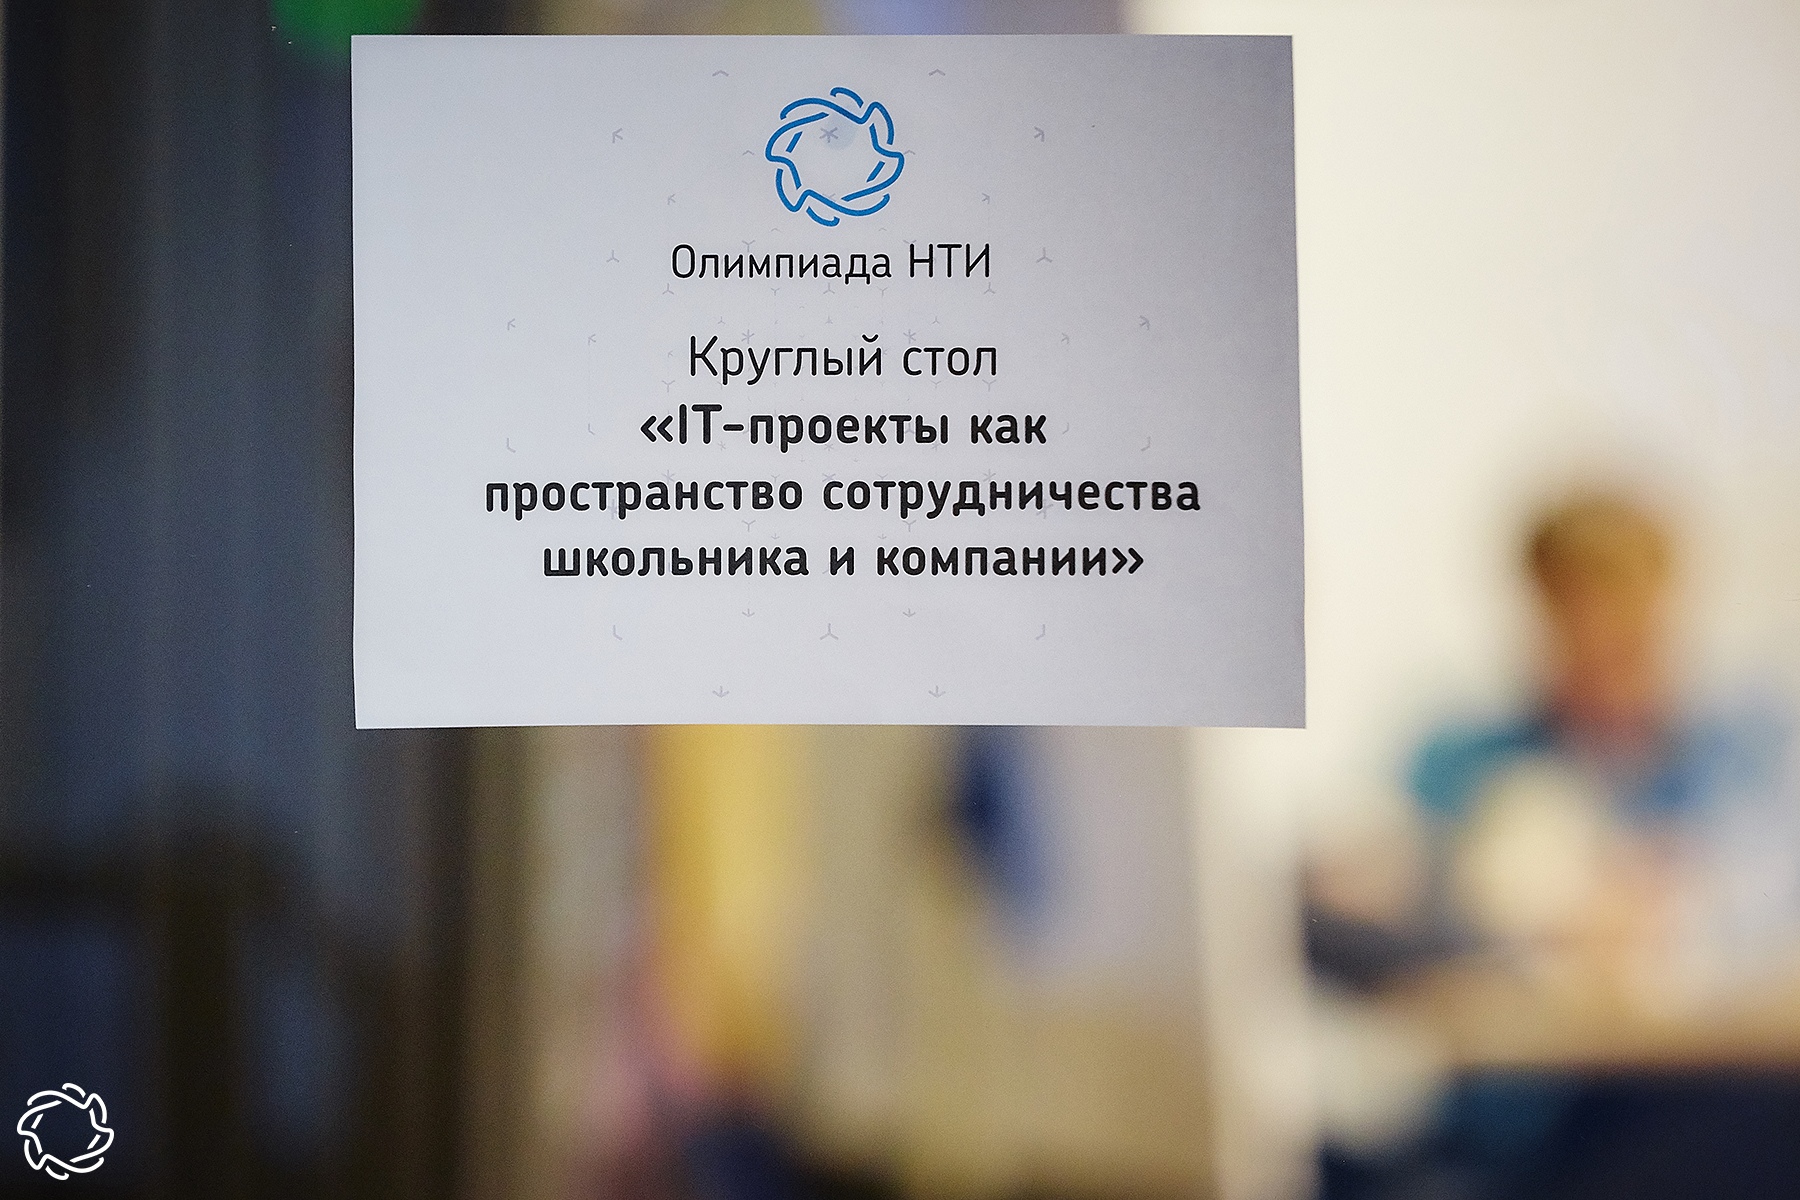 Олимпиада НТИ
Круглый стол
«IT-проекты как
пространство сотрудничества
школьника и компании»